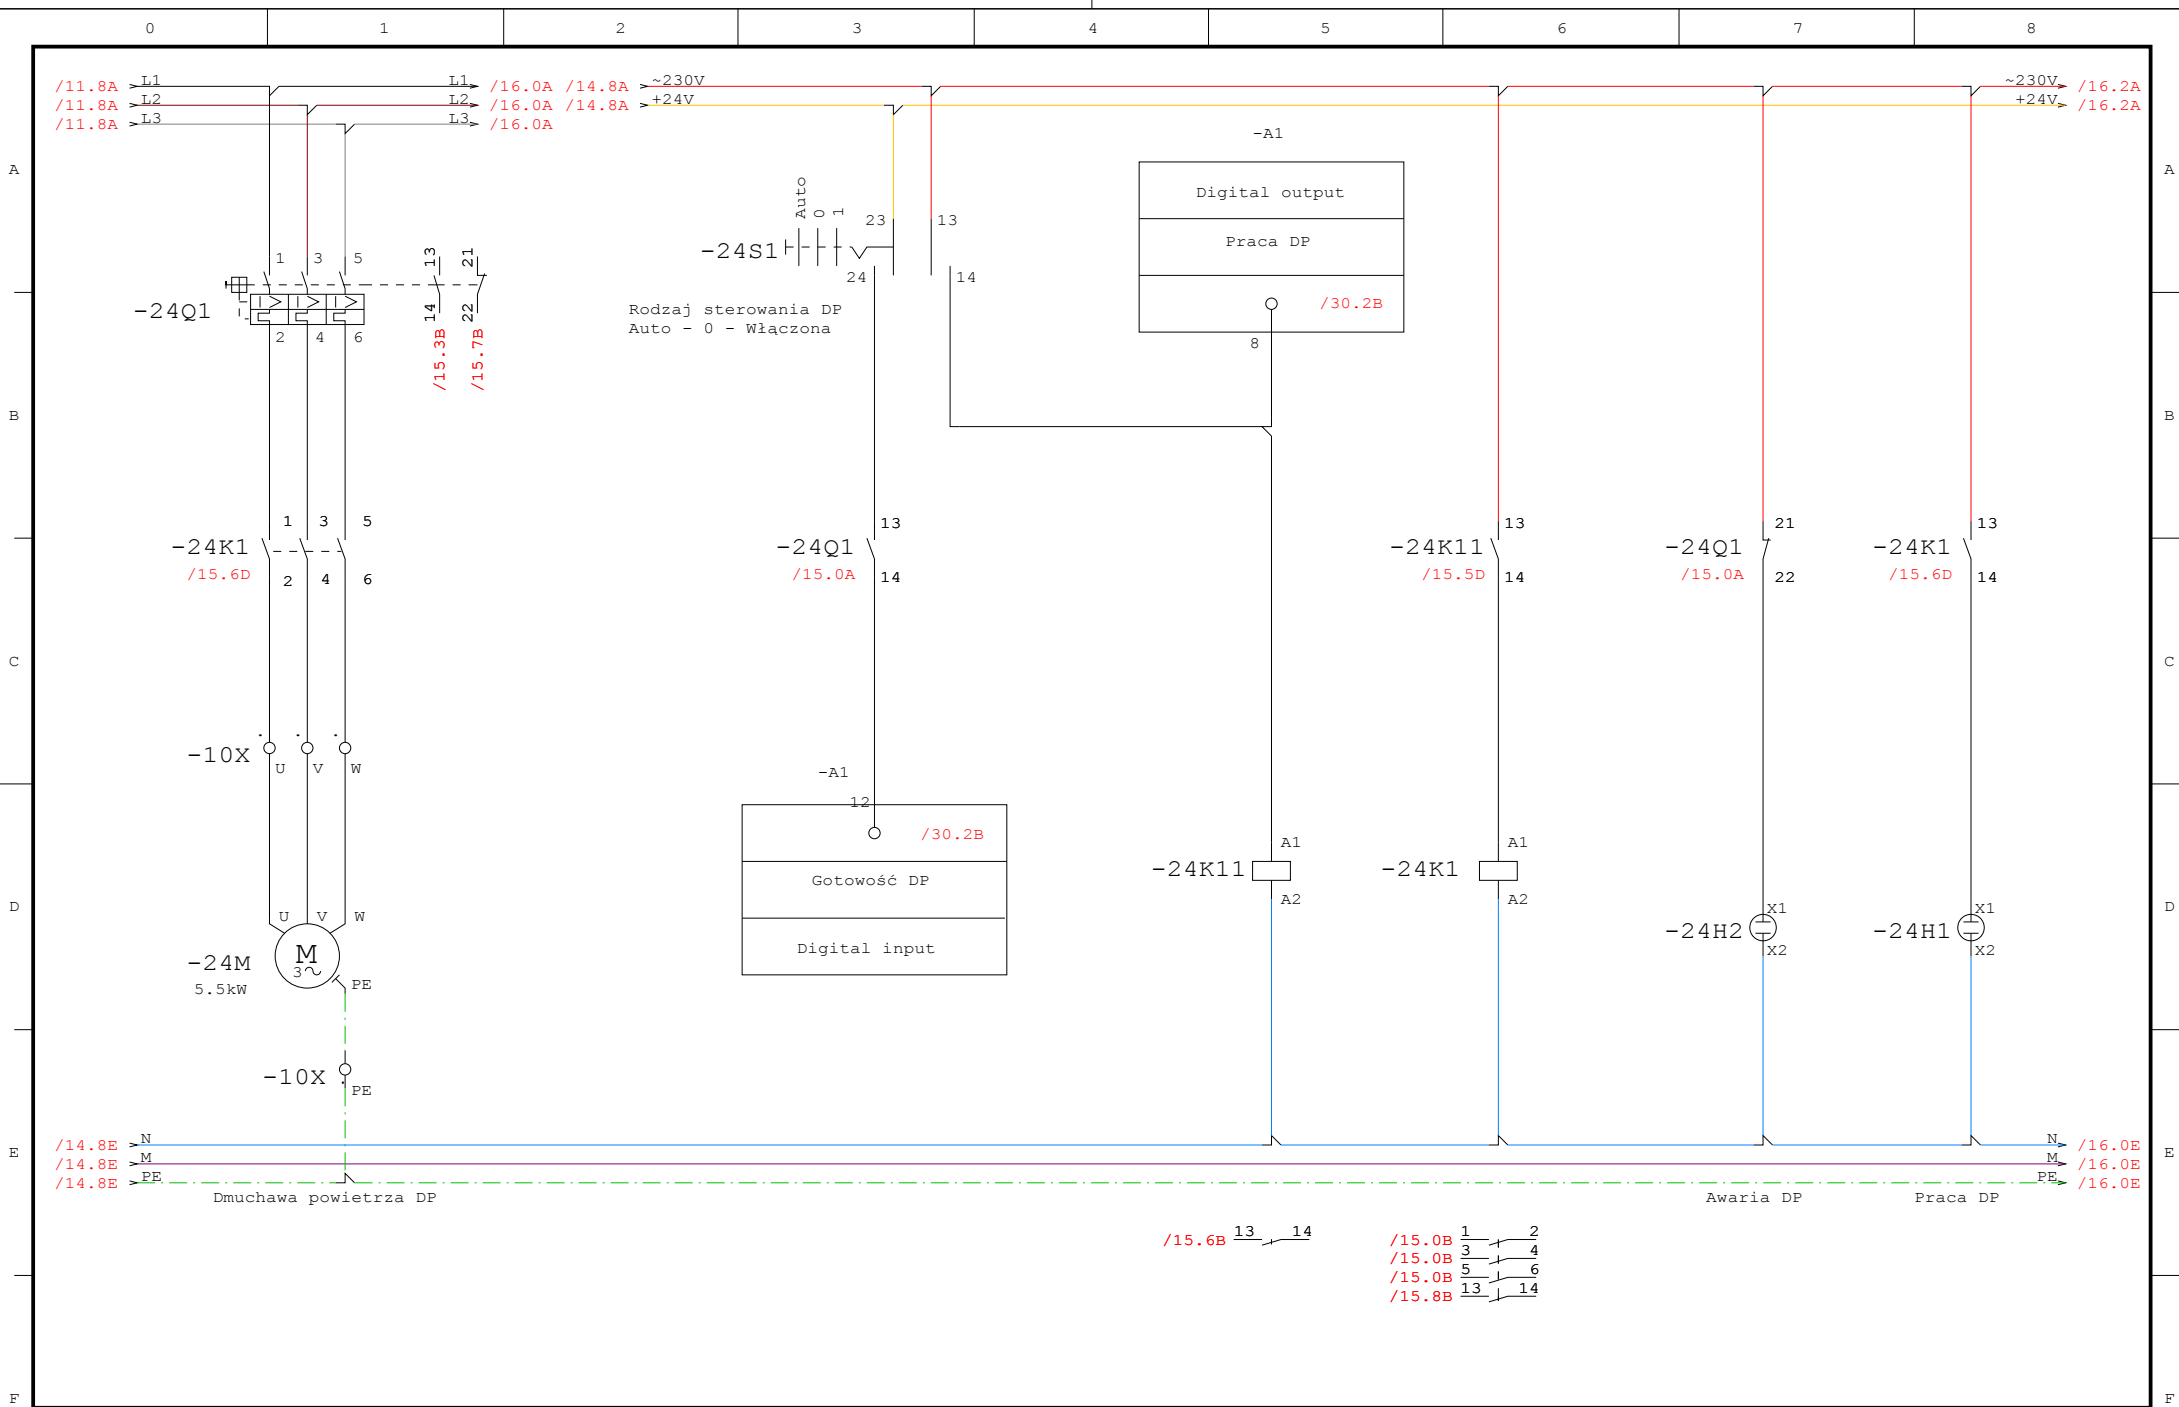 0 1 2 3 4 5 6 7 8
/11.8A L1 L1 /16.0A /14.8A ~230V ~230V /16.2A
/11.8A L2 L2 /16.0A /14.8A +24V +24V /16.2A
/11.8A L3 L3 /16.0A
-A1
A A
Digital output
Auto
0
1
23 13
Praca DP
-24S1
24 14
1 3 5 13 21
-24Q1
14 22
2 4 6
/15.3B /15.7B
Rodzaj sterowania DP
Auto - 0 - Włączona
/30.2B
8
B B
1 3 5 13 13 21 13
-24K1 -24Q1 -24K11 -24Q1 -24K1
/15.6D /15.0A /15.5D /15.0A /15.6D
2 4 6 14 14 22 14
C C
-10X
U V W
-A1
12
/30.2B
A1 A1
-24K11 -24K1
A2 A2
Gotowość DP
D D
U V W X1 X1
M
3~
-24H2 -24H1
X2 X2
Digital input
-24M
5.5kW
PE
-10X
PE
/14.8E N N /16.0E
E E
/14.8E M M /16.0E
/14.8E PE PE /16.0E
Dmuchawa powietrza DP Awaria DP Praca DP
/15.6B 13 14 /15.0B 1 2
/15.0B 3 4
/15.0B 5 6
/15.8B 13 14
F F